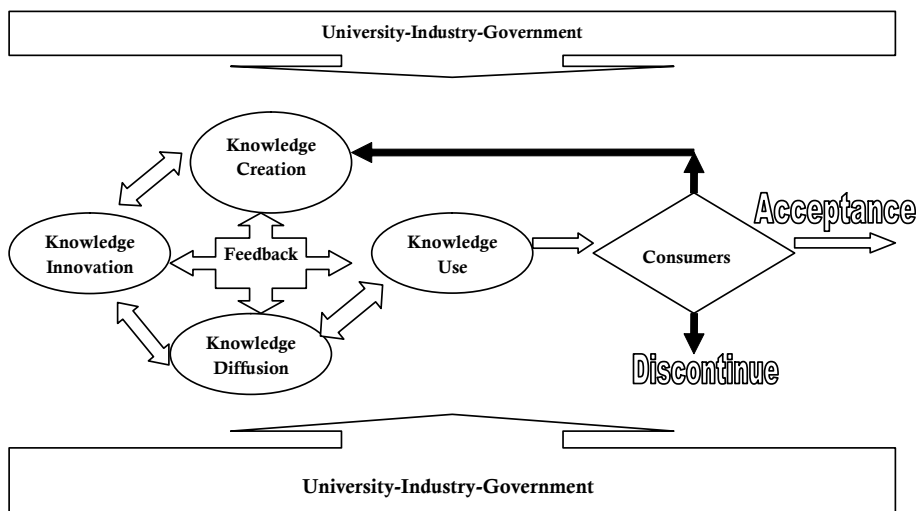 University-Industry-Government
Knowledge
Creation
Acceptance
Knowledge
Innovation
Feedback
Knowledge
Use
Consumers
Knowledge
Diffusion
Discontinue
University-Industry-Government